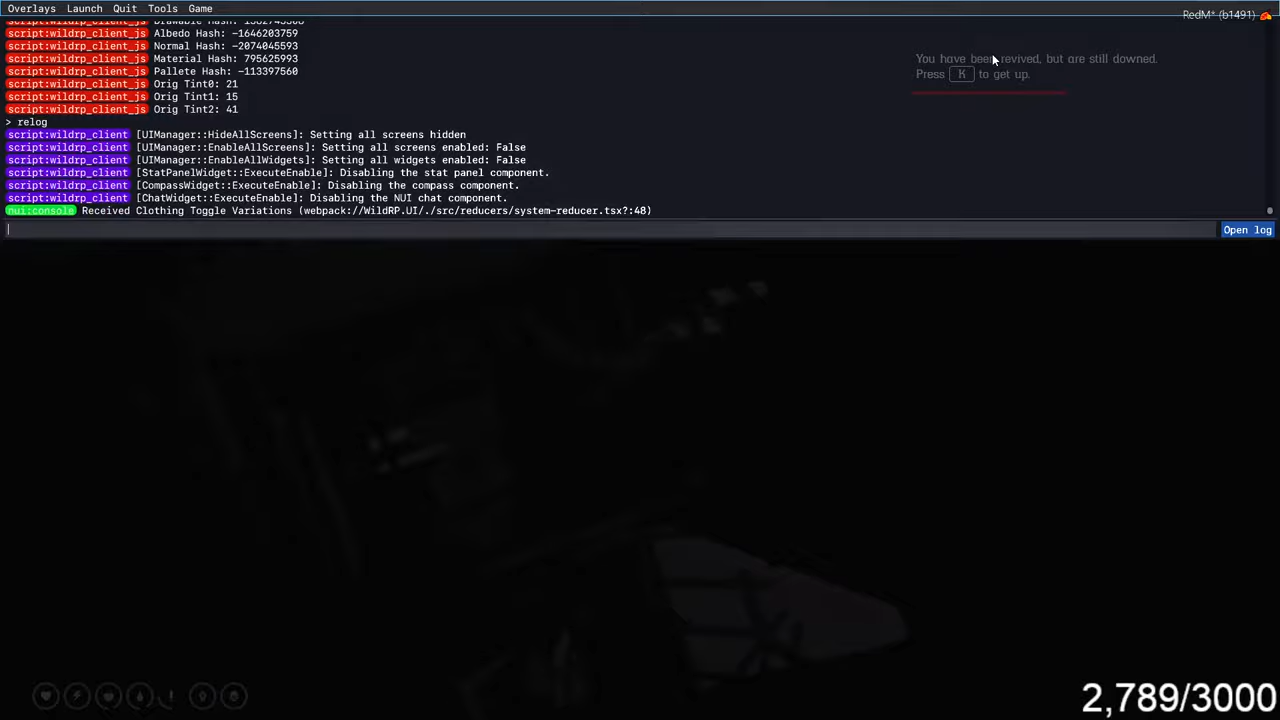 Overlays Launch Quit Tools Game
RedM* (b1491)
script:wildrp_client_js Drawable Hash:
script:wildrp_client_js Albedo Hash: -1646203759
script:wildrp_client_js Normal Hash: -2074045593
script:wildrp_client_js Material Hash: 795625993
script:wildrp_client_js Pallete Hash: -113397560
script:wildrp_client_js Orig Tint0: 21
script:wildrp_client_js Orig Tint1: 15
script:wildrp_client_js Orig Tint2: 41
You have been revived, but are still downed.
Press K to get up.
> relog
script:wildrp_client [UIManager::HideAllScreens]: Setting all screens hidden
script:wildrp_client [UIManager::EnableAllScreens]: Setting all screens enabled: False
script:wildrp_client [UIManager::EnableAllWidgets]: Setting all widgets enabled: False
script:wildrp_client [StatPanelWidget::ExecuteEnable]: Disabling the stat panel component.
script:wildrp_client [CompassWidget::ExecuteEnable]: Disabling the compass component.
script:wildrp_client [ChatWidget::ExecuteEnable]: Disabling the NUI chat component.
nui:console Received Clothing Toggle Variations (webpack://WildRP.UI/./src/reducers/system-reducer.tsx?:48)
Open log
2,789/3000